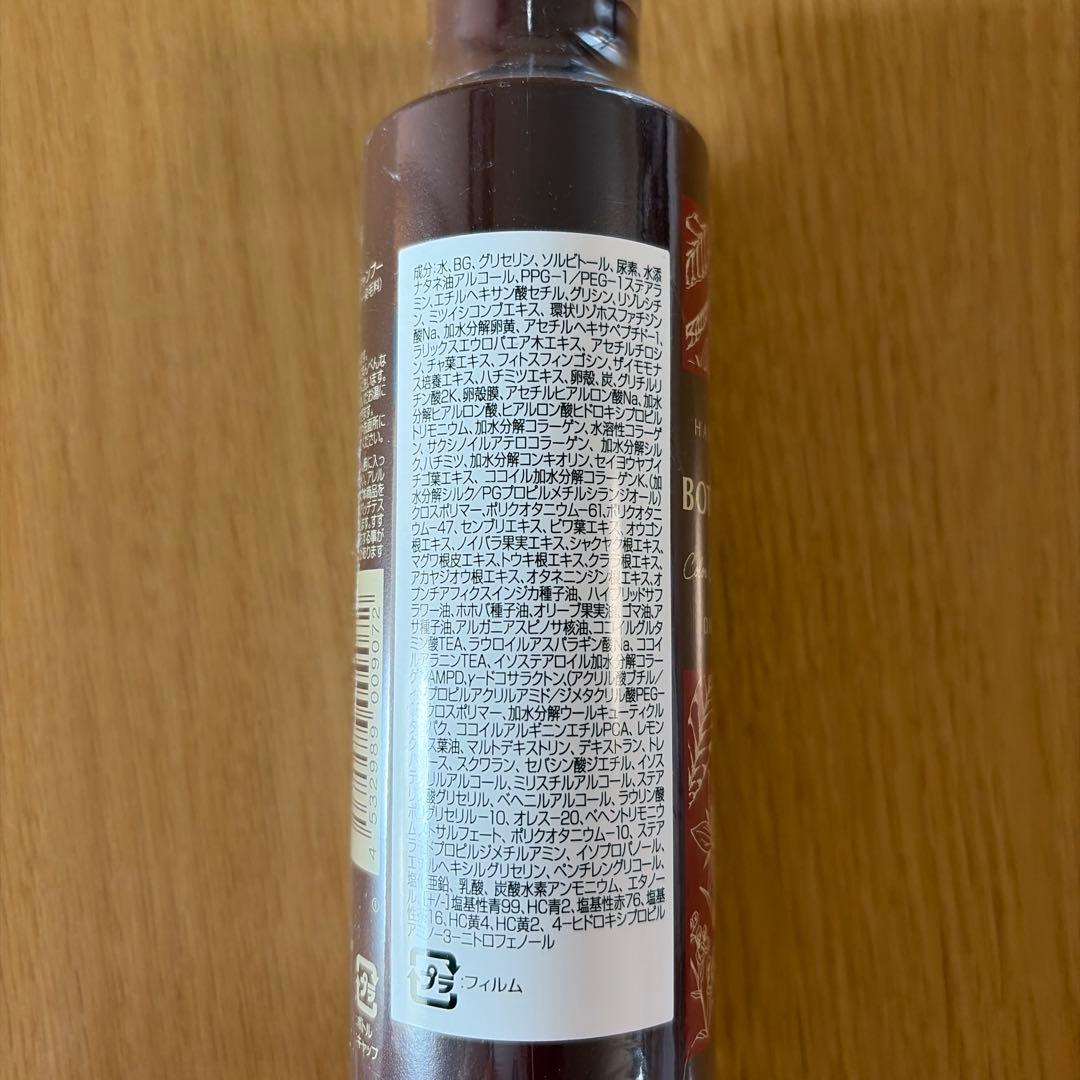 成分:水、BG、グリセリン、ソルビトール、尿素、水添
ナタネ油アルコール、PPG-1/PEG-1ステアラ
ミン、エチルヘキサン酸セチル、グリシン、リゾレシチ
ン、ミツイシコンブエキス、環状リゾホスファチジン
酸Na、加水分解卵黄、アセチルヘキサペプチド-1、
ラリックスエウロパエア木エキス、アセチルチロシ
ン、チャ葉エキス、フィトスフィンゴシン、ザイモモナ
ス培養エキス、ハチミツエキス、卵殻、炭、グリチルリ
チン酸2K、卵殻膜、アセチルヒアルロン酸Na、加水
分解ヒアルロン酸、ヒアルロン酸ヒドロキシプロピル
トリモニウム、加水分解コラーゲン、水溶性コラーゲ
ン、サクシノイルアテロコラーゲン、加水分解シル
ク、ハチミツ、加水分解コンキオリン、セイヨウヤブイ
チゴ葉エキス、ココイル加水分解コラーゲンK、(加
水分解シルク/PGプロピルメチルシランジオール)
クロスポリマー、ポリクオタニウム-61、ポリクオタニ
ウム-47、センブリエキス、ビワ葉エキス、オウゴン
根エキス、ノイバラ果実エキス、シャクヤク根エキス、
マグワ根皮エキス、トウキ根エキス、クララ根エキス、
アカヤジオウ根エキス、オタネニンジン根エキス、オ
プンチアフィクスインジカ種子油、ハイブリッドサフ
ラワー油、ホホバ種子油、オリーブ果実油、ゴマ油、ア
サ種子油、アルガニアスピノサ核油、ココイルグルタ
ミン酸TEA、ラウロイルアスパラギン酸Na、ココイ
ルアラニンTEA、イソステアロイル加水分解コラー
ゲンAMPD、γ-ドコサラクトン、(アクリル酸ブチル/
プロピルアクリルアミド/ジメタクリル酸PEG-
クロスポリマー、加水分解ウールキューティクル
パク、ココイルアルギニンエチルPCA、レモン
ス葉油、マルトデキストリン、デキストラン、トレ
ース、スクワラン、セバシン酸ジエチル、イソス
リルアルコール、ミリスチルアルコール、ステア
酸グリセリル、ベヘニルアルコール、ラウリン酸
グリセリル-10、オレス-20、ベヘントリモニウ
トサルフェート、ポリクオタニウム-10、ステア
ドプロピルジメチルアミン、イソプロパノール、
ルヘキシルグリセリン、ペンチレングリコール、
亜鉛、乳酸、炭酸水素アンモニウム、エタノー
[+/-]塩基性青99、HC青2、塩基性赤76、塩基
16、HC黄4、HC黄2、4-ヒドロキシプロピル
アミノ-3-ニトロフェノール
プラ
:フィルム
4 532989 009072
プラ
ボトル
キャップ